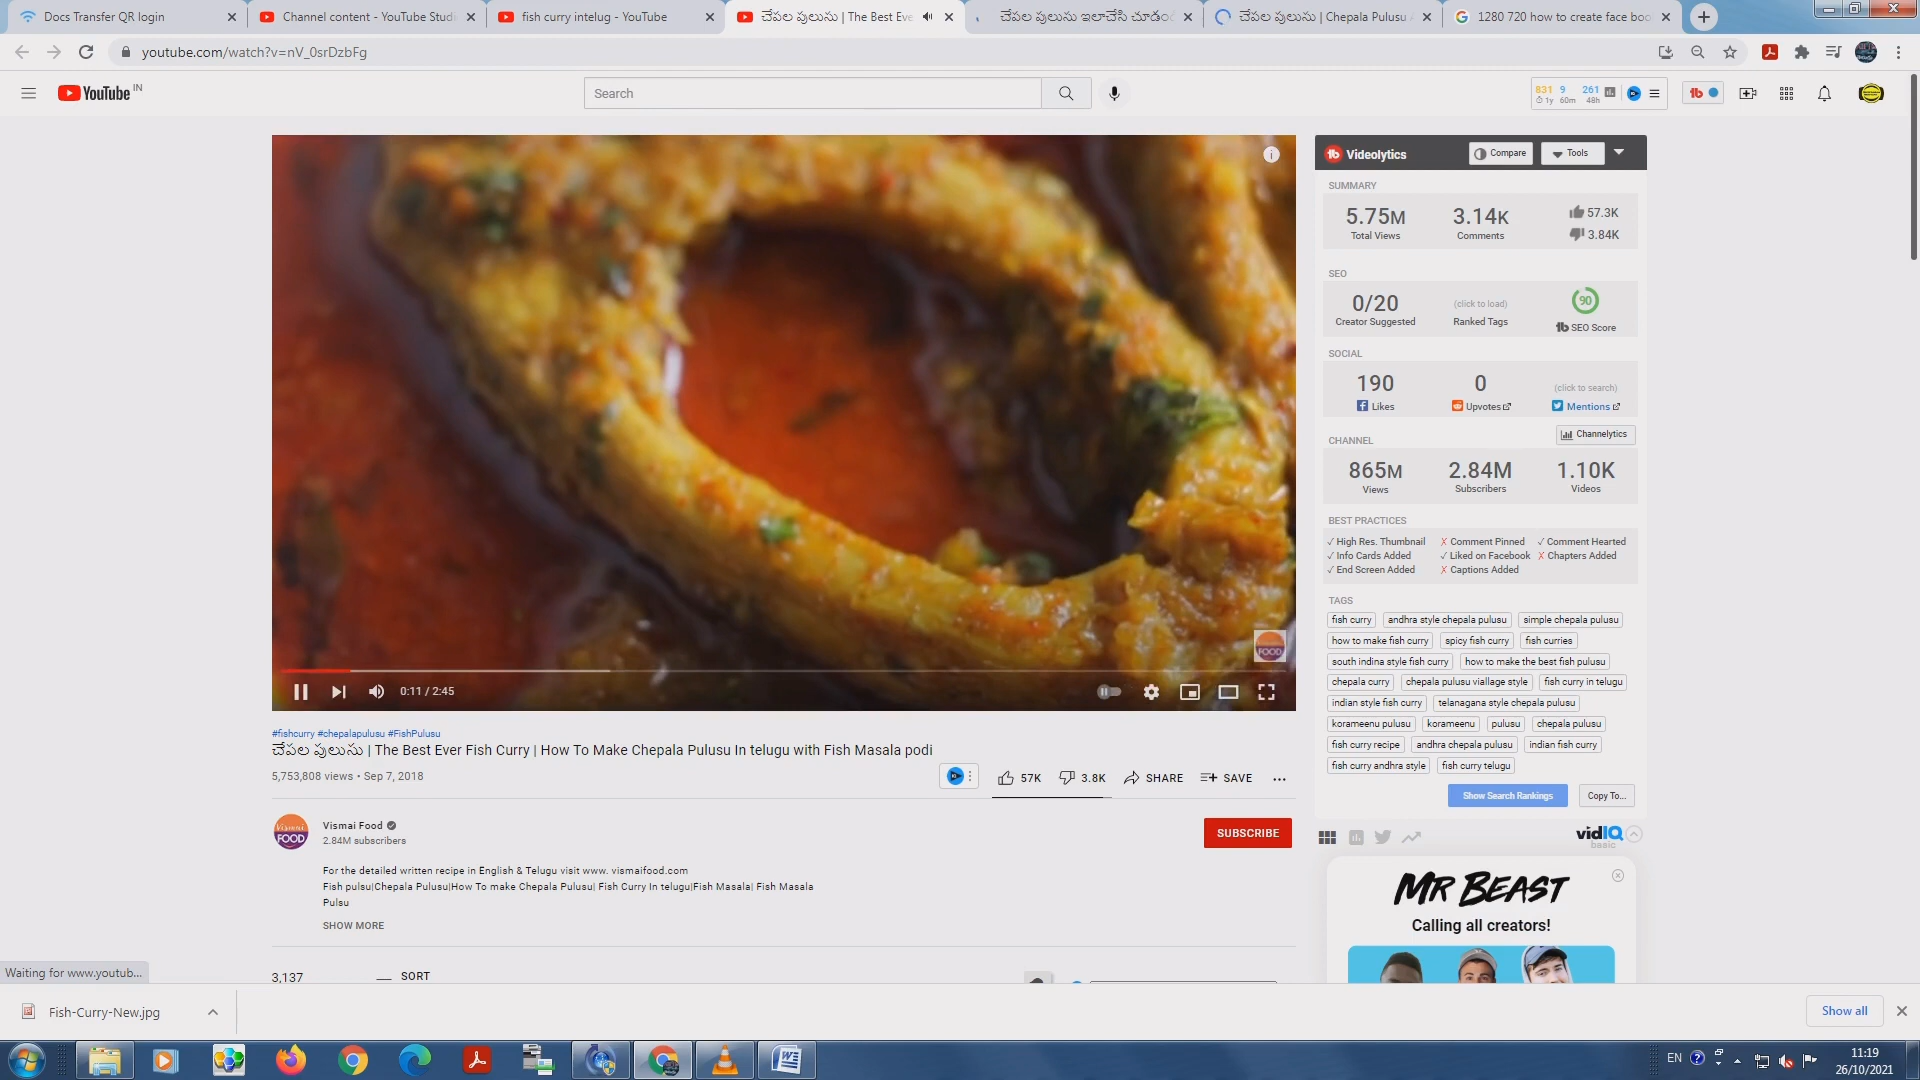 Docs Transfer QR login
Channel content - YouTube Studi
fish curry intelug - YouTube
చేపల పులుసు | The Best Eve
చేపల పులుసు ఇలాచేసి చూడండ
చేపల పులుసు | Chepala Pulusu A
1280 720 how to create face boo
youtube.com/watch?v=nV_0srDzbFg
YouTube IN
Search
831 9 261
1y 60m 48h
tb
Videolytics
Compare
Tools
SUMMARY
5.75M 3.14K 57.3K
Total Views Comments 3.84K
SEO
0/20 (click to load) 90
Creator Suggested Ranked Tags tb SEO Score
SOCIAL
190 0 (click to search)
Likes Upvotes Mentions
CHANNEL Channelytics
865M 2.84M 1.10K
Views Subscribers Videos
BEST PRACTICES
✓ High Res. Thumbnail ✗ Comment Pinned ✓ Comment Hearted
✓ Info Cards Added ✓ Liked on Facebook ✗ Chapters Added
✓ End Screen Added ✗ Captions Added
TAGS
fish curry andhra style chepala pulusu simple chepala pulusu
how to make fish curry spicy fish curry fish curries
south indina style fish curry how to make the best fish pulusu
chepala curry chepala pulusu viallage style fish curry in telugu
indian style fish curry telanagana style chepala pulusu
korameenu pulusu korameenu pulusu chepala pulusu
fish curry recipe andhra chepala pulusu indian fish curry
fish curry andhra style fish curry telugu
Show Search Rankings Copy To...
vidIQ
basic
MR BEAST
Calling all creators!
FOOD
0:11 / 2:45
#fishcurry #chepalapulusu #FishPulusu
చేపల పులుసు | The Best Ever Fish Curry | How To Make Chepala Pulusu In telugu with Fish Masala podi
5,753,808 views • Sep 7, 2018
57K 3.8K SHARE SAVE
Vismai FOOD
Vismai Food
2.84M subscribers
SUBSCRIBE
For the detailed written recipe in English & Telugu visit www. vismaifood.com
Fish pulsu|Chepala Pulusu|How To make Chepala Pulusu| Fish Curry In telugu|Fish Masala| Fish Masala
Pulsu
SHOW MORE
3,137 SORT
Waiting for www.youtub...
Fish-Curry-New.jpg
Show all
EN
11:19
26/10/2021